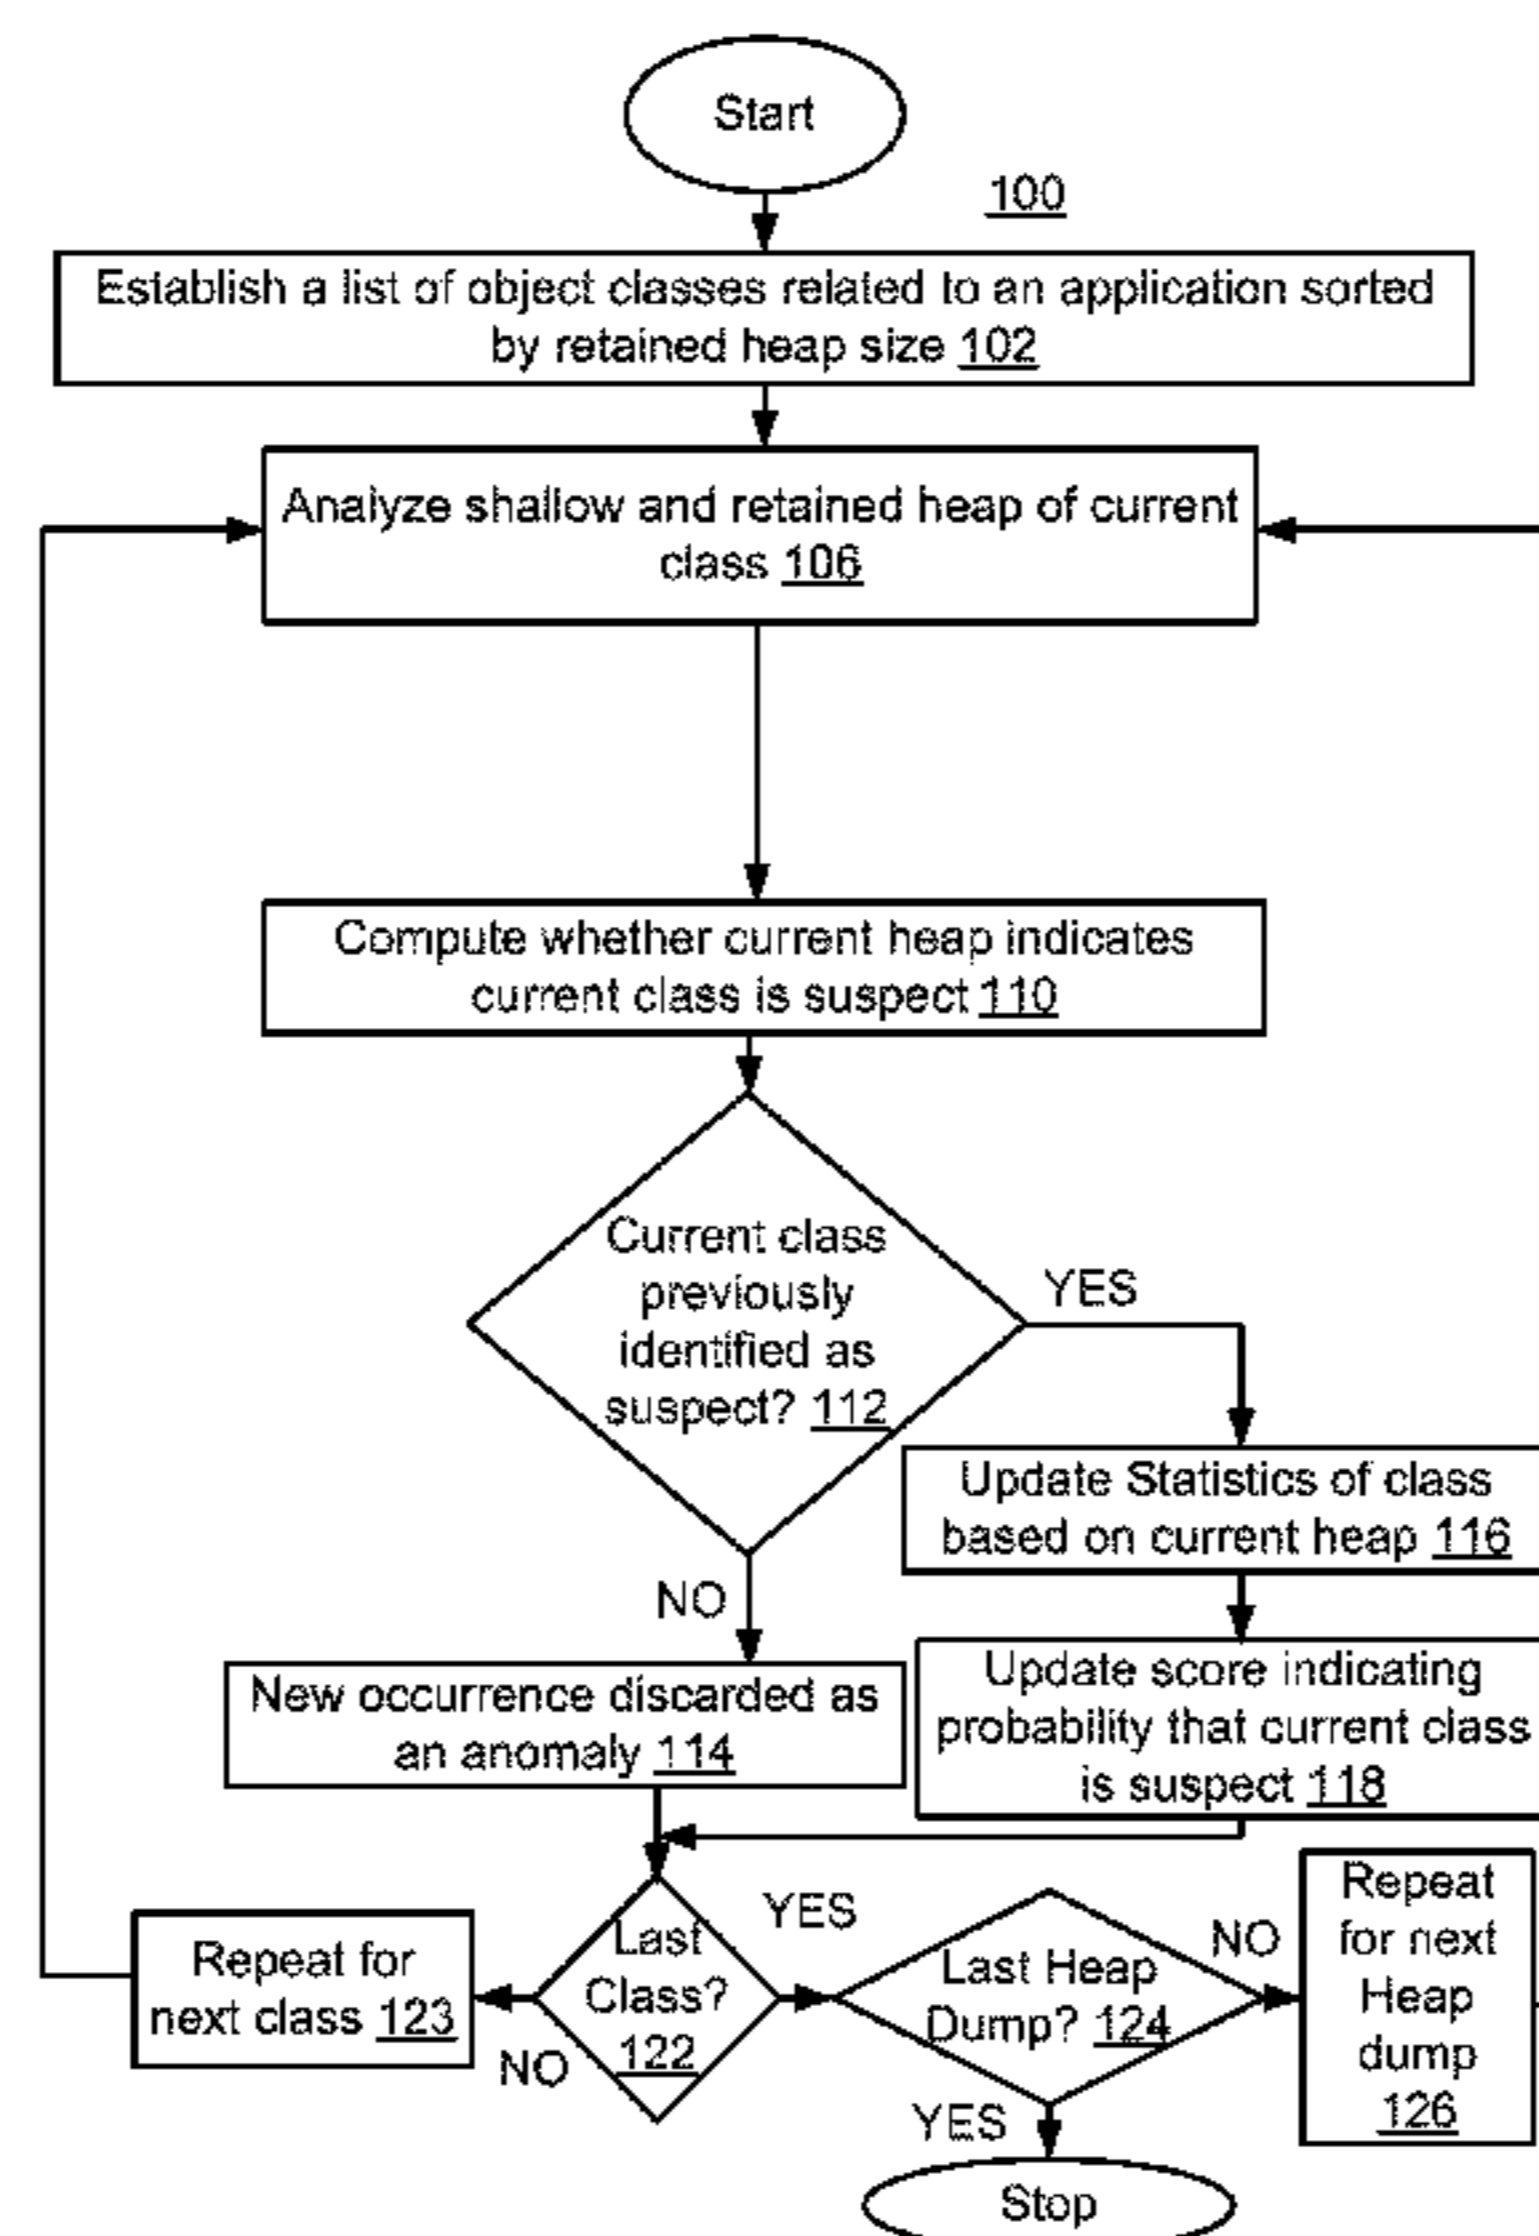 Start
100
Establish a list of object classes related to an application sorted
by retained heap size 102
Analyze shallow and retained heap of current
class 106
Compute whether current heap indicates
current class is suspect 110
Current class
previously
identified as
suspect? 112
YES
Update Statistics of class
based on current heap 116
NO
New occurrence discarded as
an anomaly 114
Update score indicating
probability that current class
is suspect 118
Repeat for
next class 123
NO
Last
Class?
122
YES
Last Heap
Dump? 124
NO
Repeat
for next
Heap
dump
126
YES
Stop